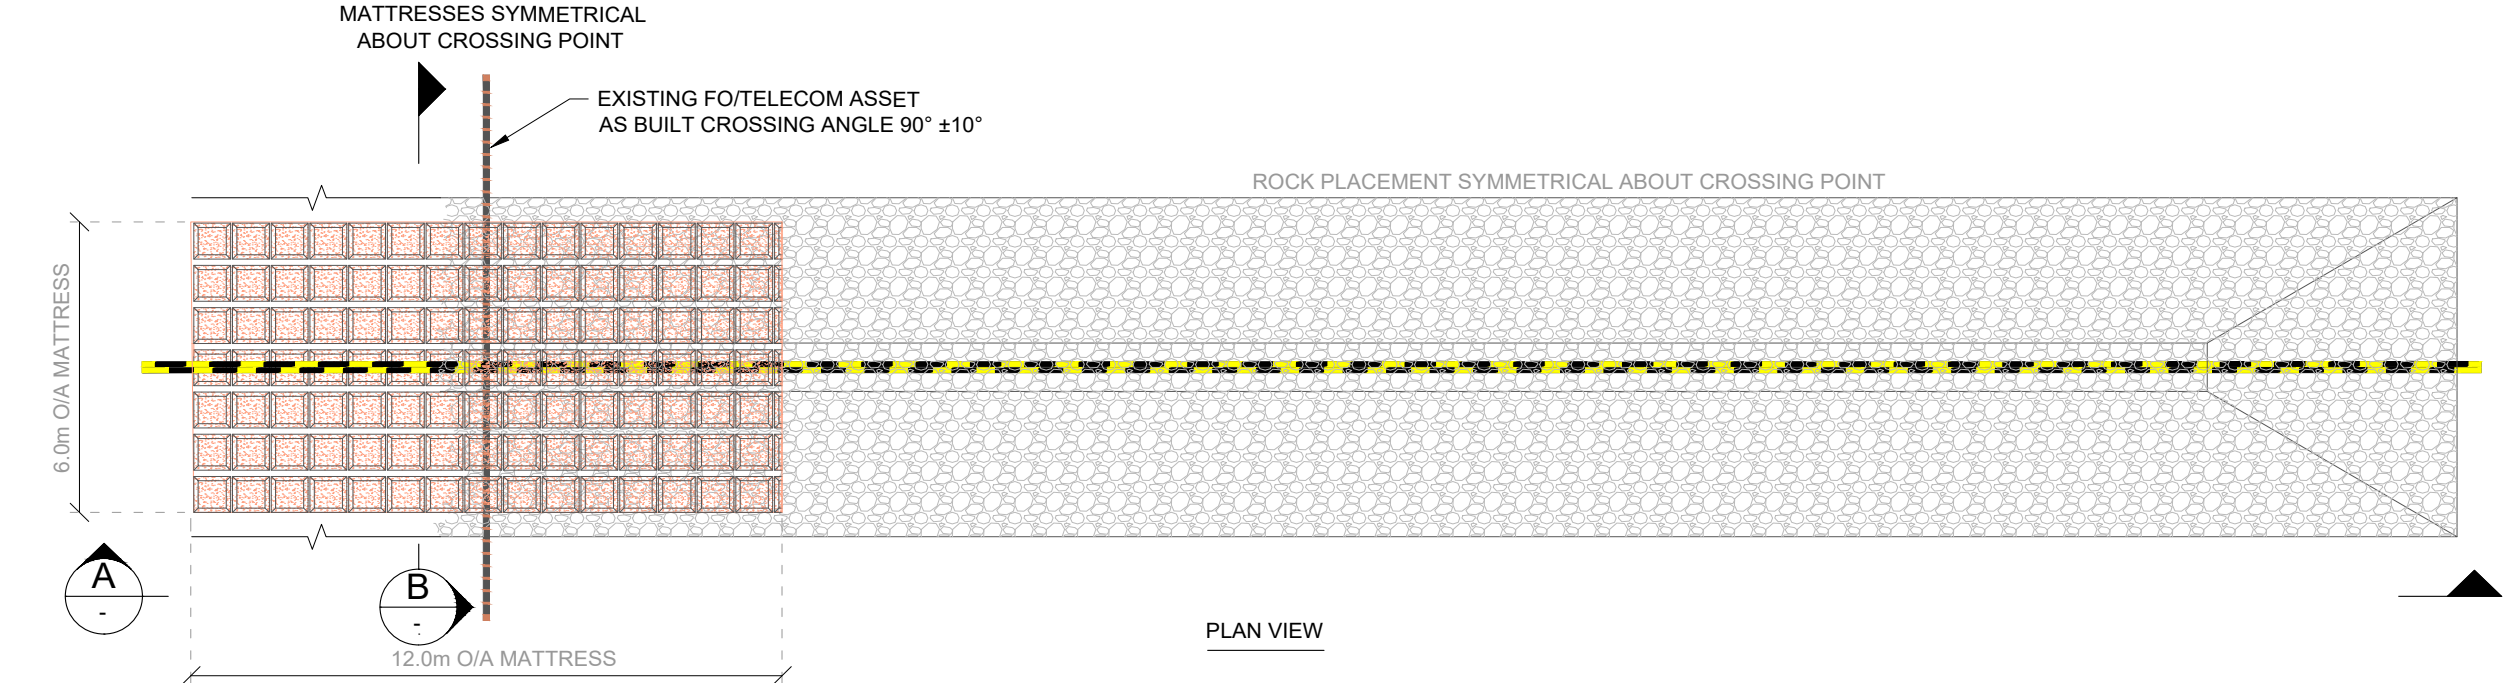 MATTRESSES SYMMETRICAL
ABOUT CROSSING POINT
EXISTING FO/TELECOM ASSET
AS BUILT CROSSING ANGLE 90° ±10°
ROCK PLACEMENT SYMMETRICAL ABOUT CROSSING POINT
6.0m O/A MATTRESS
A
-
B
-
PLAN VIEW
12.0m O/A MATTRESS